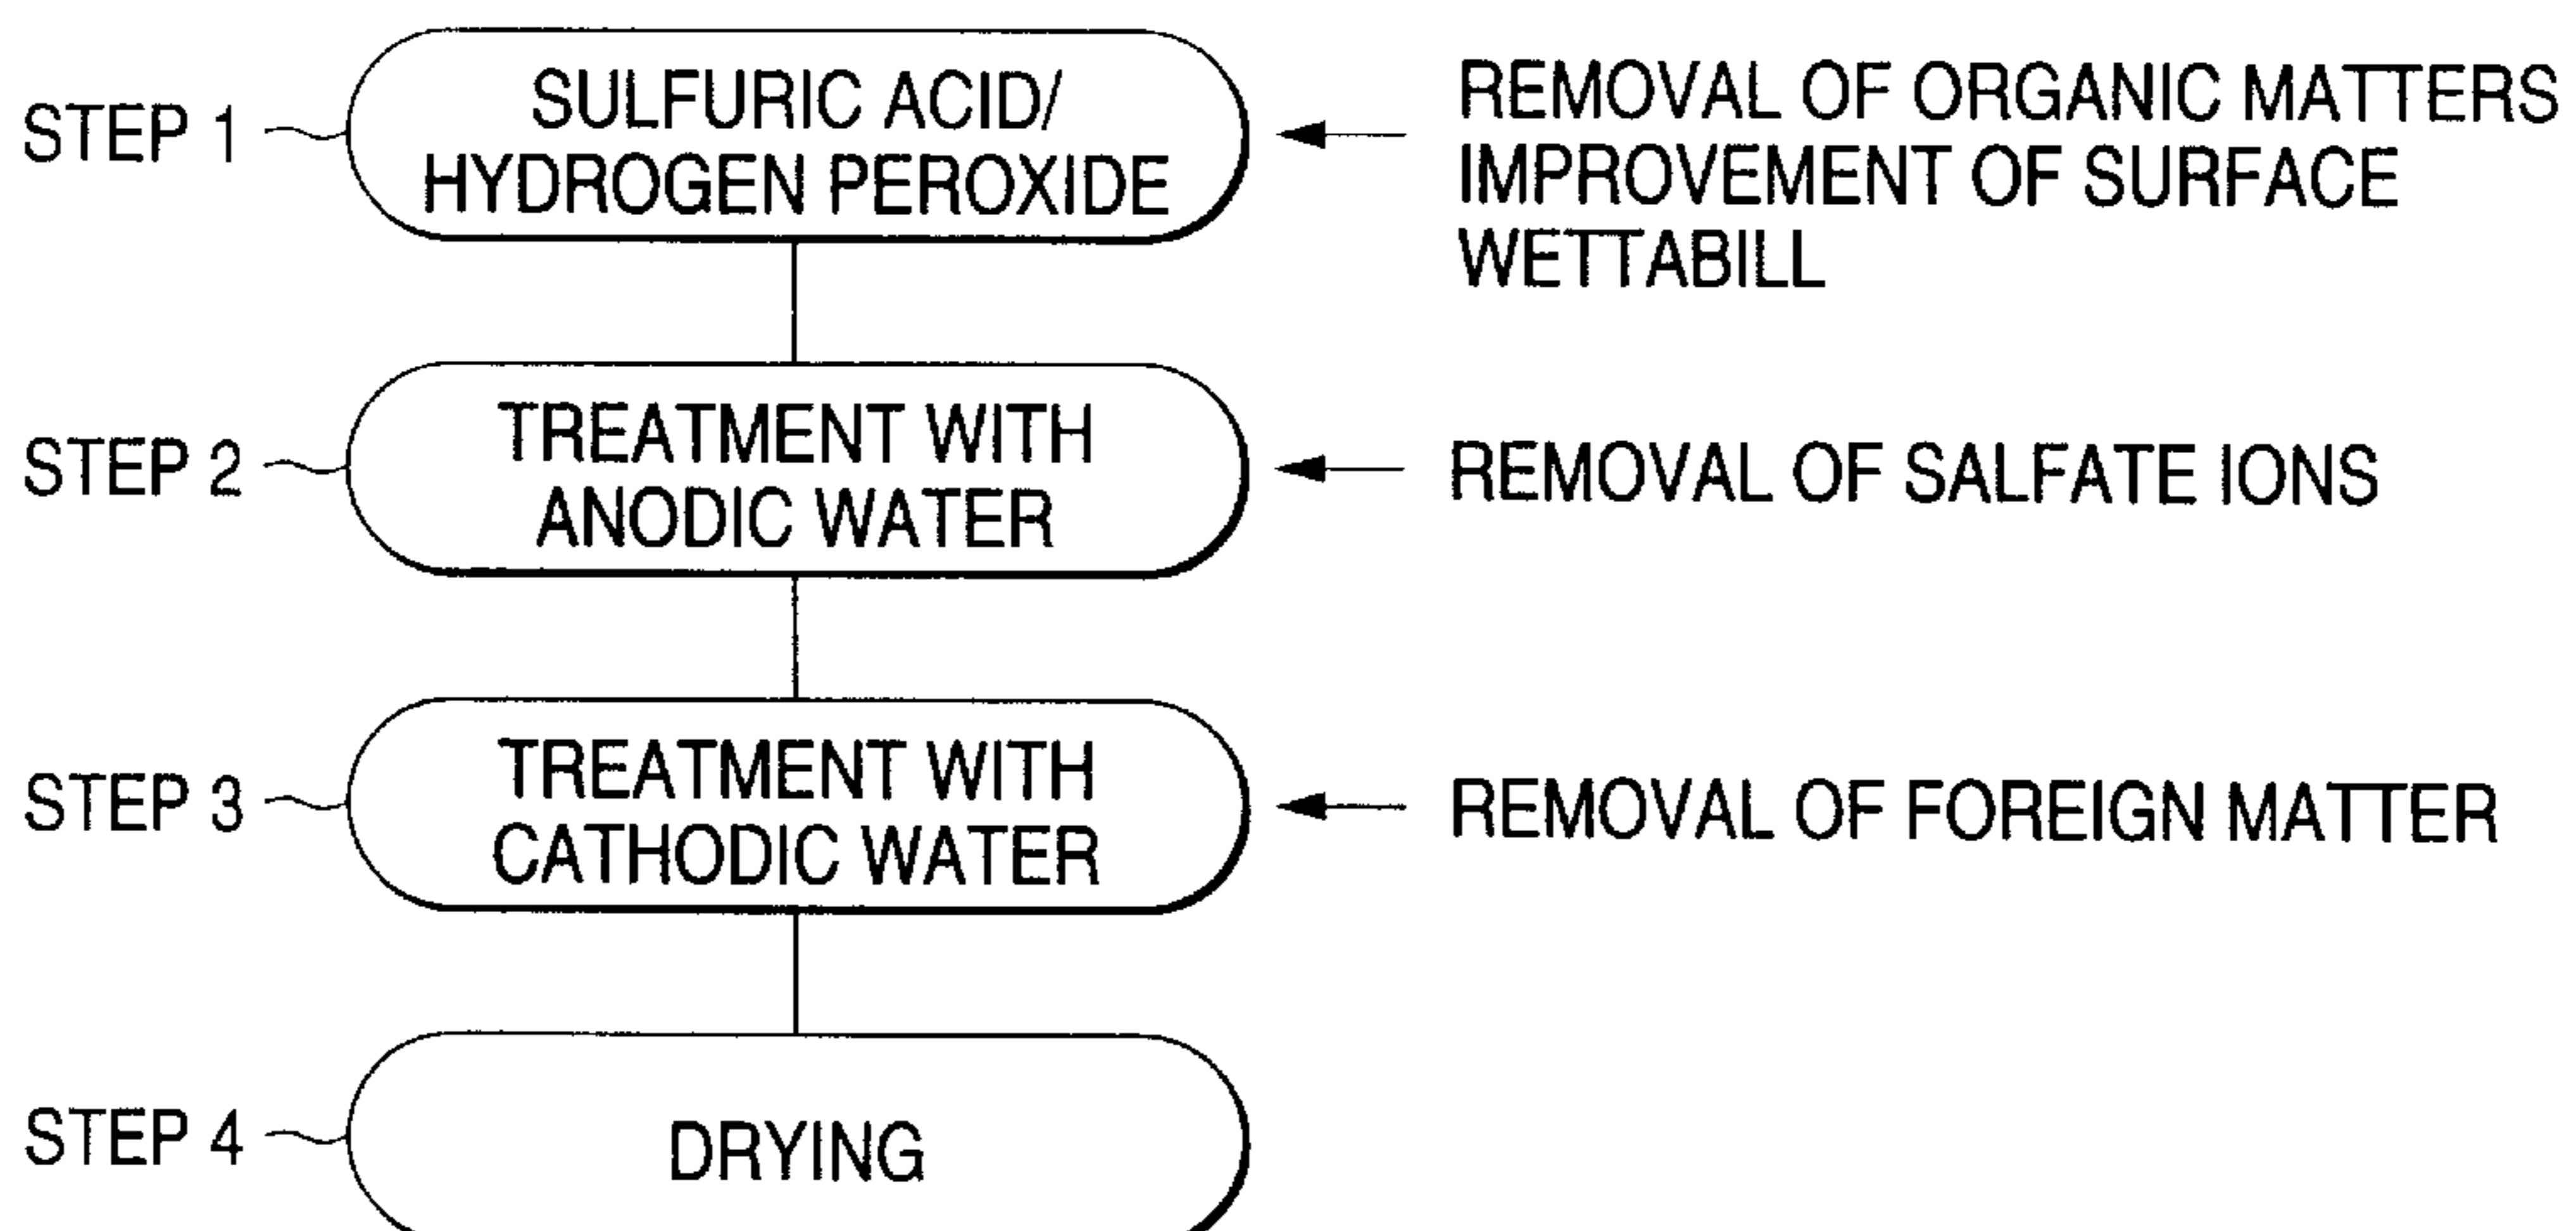 STEP 1
SULFURIC ACID/
HYDROGEN PEROXIDE
REMOVAL OF ORGANIC MATTERS
IMPROVEMENT OF SURFACE
WETTABILL
STEP 2
TREATMENT WITH
ANODIC WATER
REMOVAL OF SALFATE IONS
STEP 3
TREATMENT WITH
CATHODIC WATER
REMOVAL OF FOREIGN MATTER
STEP 4
DRYING